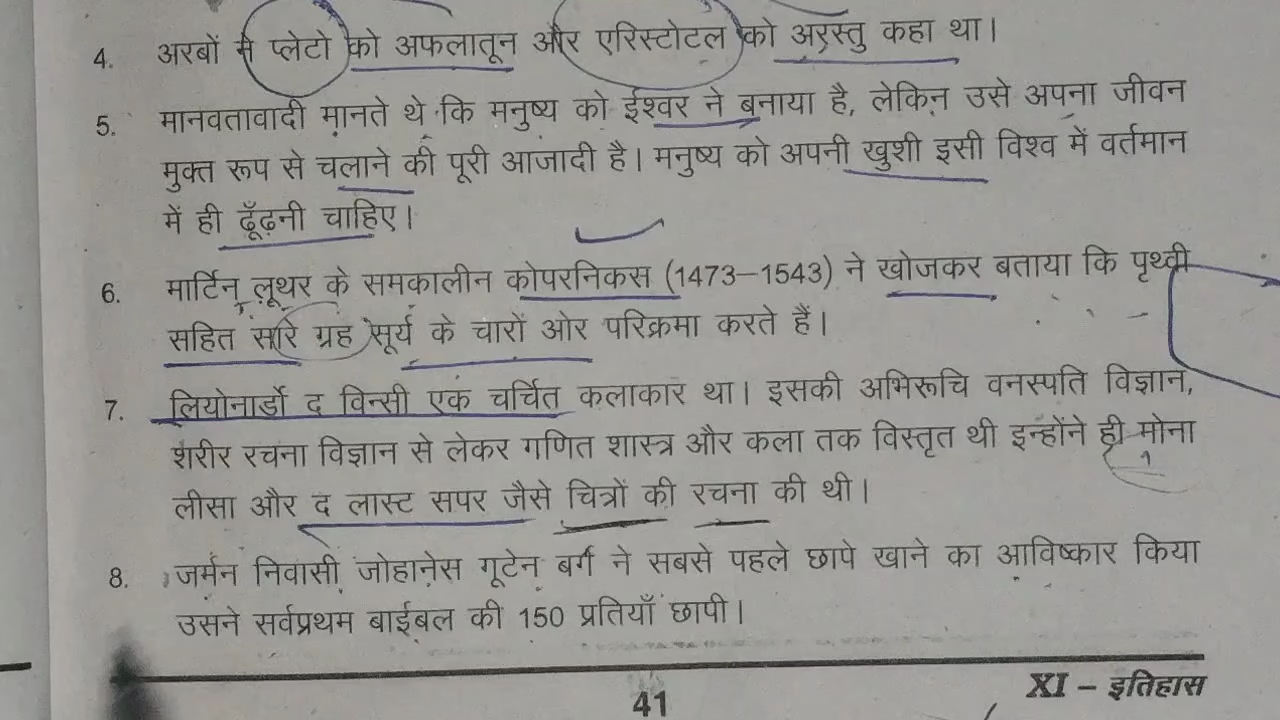 4. अरबों ने प्लेटो को अफलातून और एरिस्टोटल को अरस्तु कहा था।
5. मानवतावादी मानते थे कि मनुष्य को ईश्वर ने बनाया है, लेकिन उसे अपना जीवन
मुक्त रूप से चलाने की पूरी आजादी है। मनुष्य को अपनी खुशी इसी विश्व में वर्तमान
में ही ढूँढ़नी चाहिए।
6. मार्टिन लूथर के समकालीन कोपरनिकस (1473–1543) ने खोजकर बताया कि पृथ्वी
सहित सारे ग्रह सूर्य के चारों ओर परिक्रमा करते हैं।
7. लियोनार्डो द विन्सी एक चर्चित कलाकार था। इसकी अभिरूचि वनस्पति विज्ञान,
शरीर रचना विज्ञान से लेकर गणित शास्त्र और कला तक विस्तृत थी इन्होंने ही मोना
लीसा और द लास्ट सपर जैसे चित्रों की रचना की थी।
8. जर्मन निवासी जोहानेस गूटेन बर्ग ने सबसे पहले छापे खाने का आविष्कार किया
उसने सर्वप्रथम बाईबल की 150 प्रतियाँ छापी।
41
XI – इतिहास